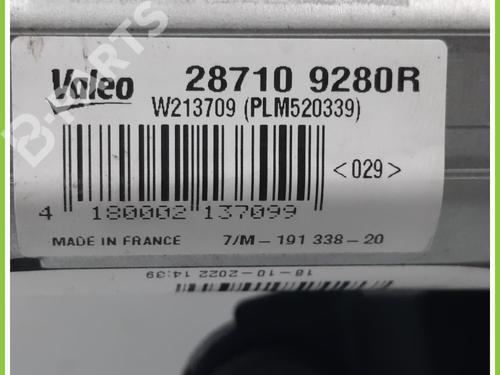 B-PARTS
Valeo 28710 9280R
W213709 (PLM520339)
<029>
4 180002 137099
MADE IN FRANCE 7/M-191 338-20
18-10-2022 14:39